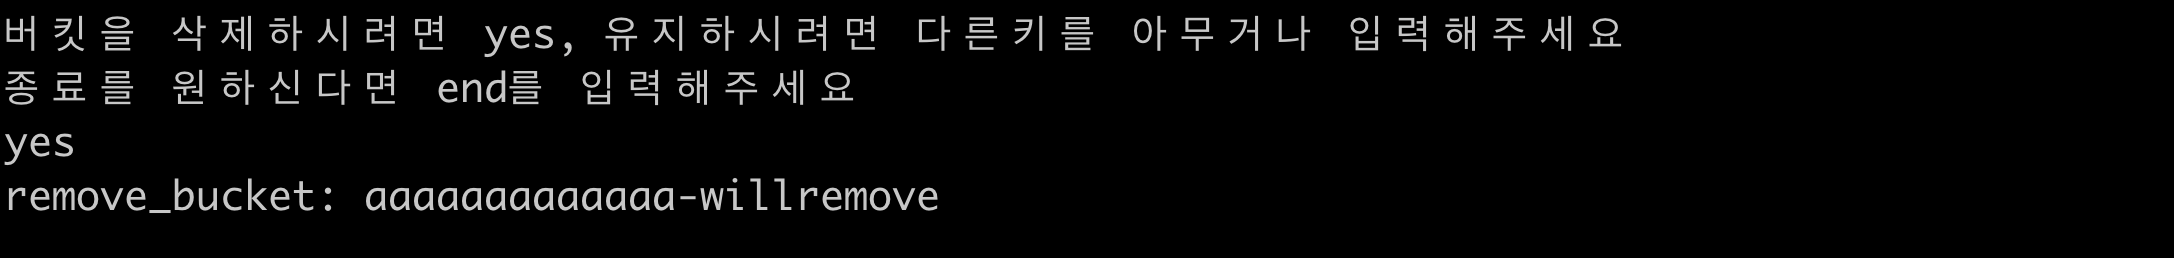 버킷을 삭제하시려면 yes, 유지하시려면 다른키를 아무거나 입력해주세요
종료를 원하신다면 end를 입력해주세요
yes
remove_bucket: aaaaaaaaaaaaa-willremove